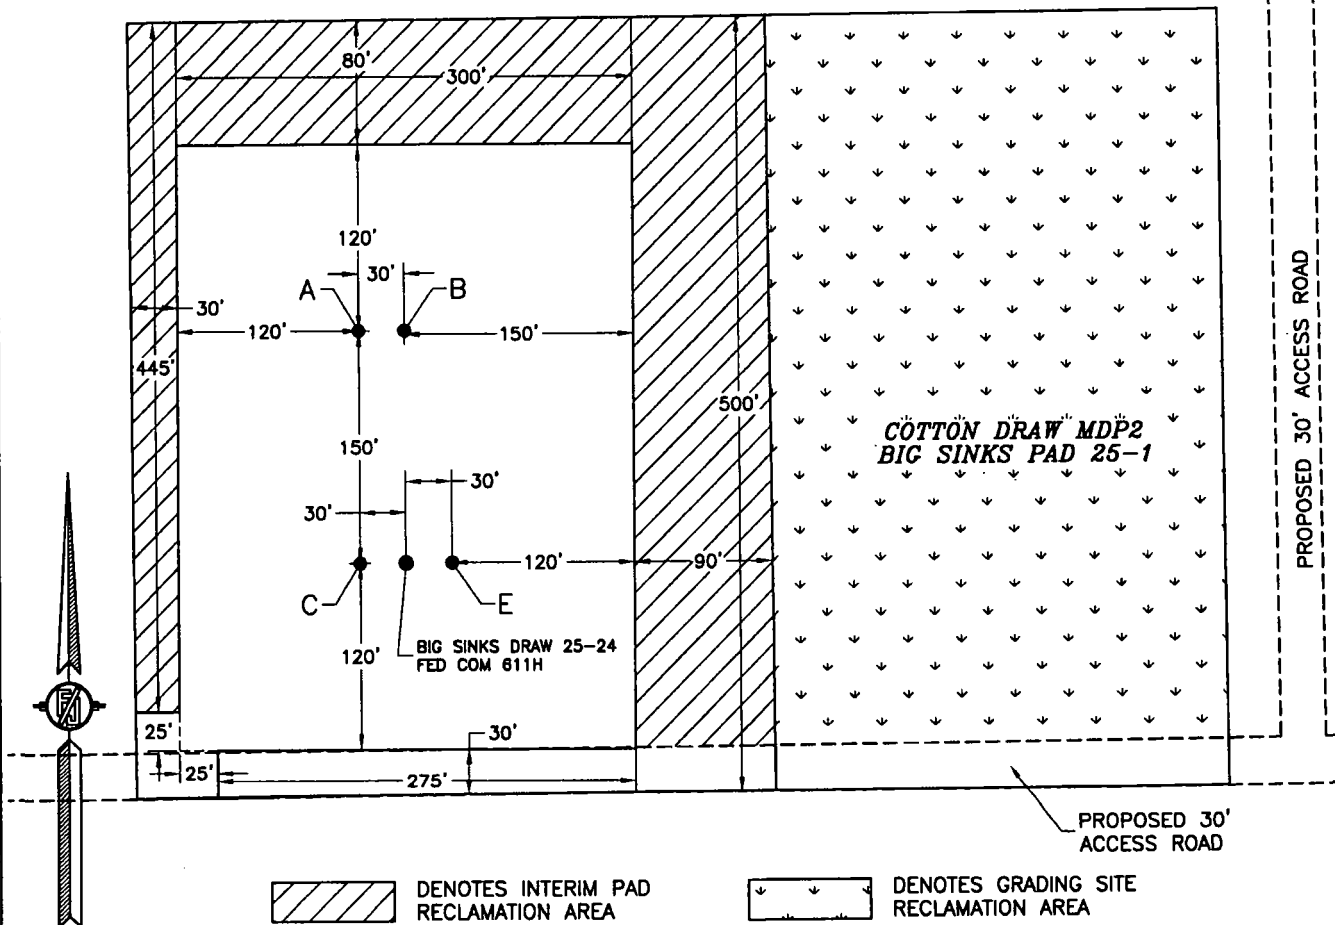 80'
300'
120'
30'
A
B
30'
120'
150'
445'
500'
COTTON DRAW MDP2
BIG SINKS PAD 25-1
PROPOSED 30' ACCESS ROAD
150'
30'
30'
120'
90'
C
E
BIG SINKS DRAW 25-24
FED COM 611H
120'
25'
30'
25'
275'
PROPOSED 30'
ACCESS ROAD
DENOTES INTERIM PAD
RECLAMATION AREA
DENOTES GRADING SITE
RECLAMATION AREA